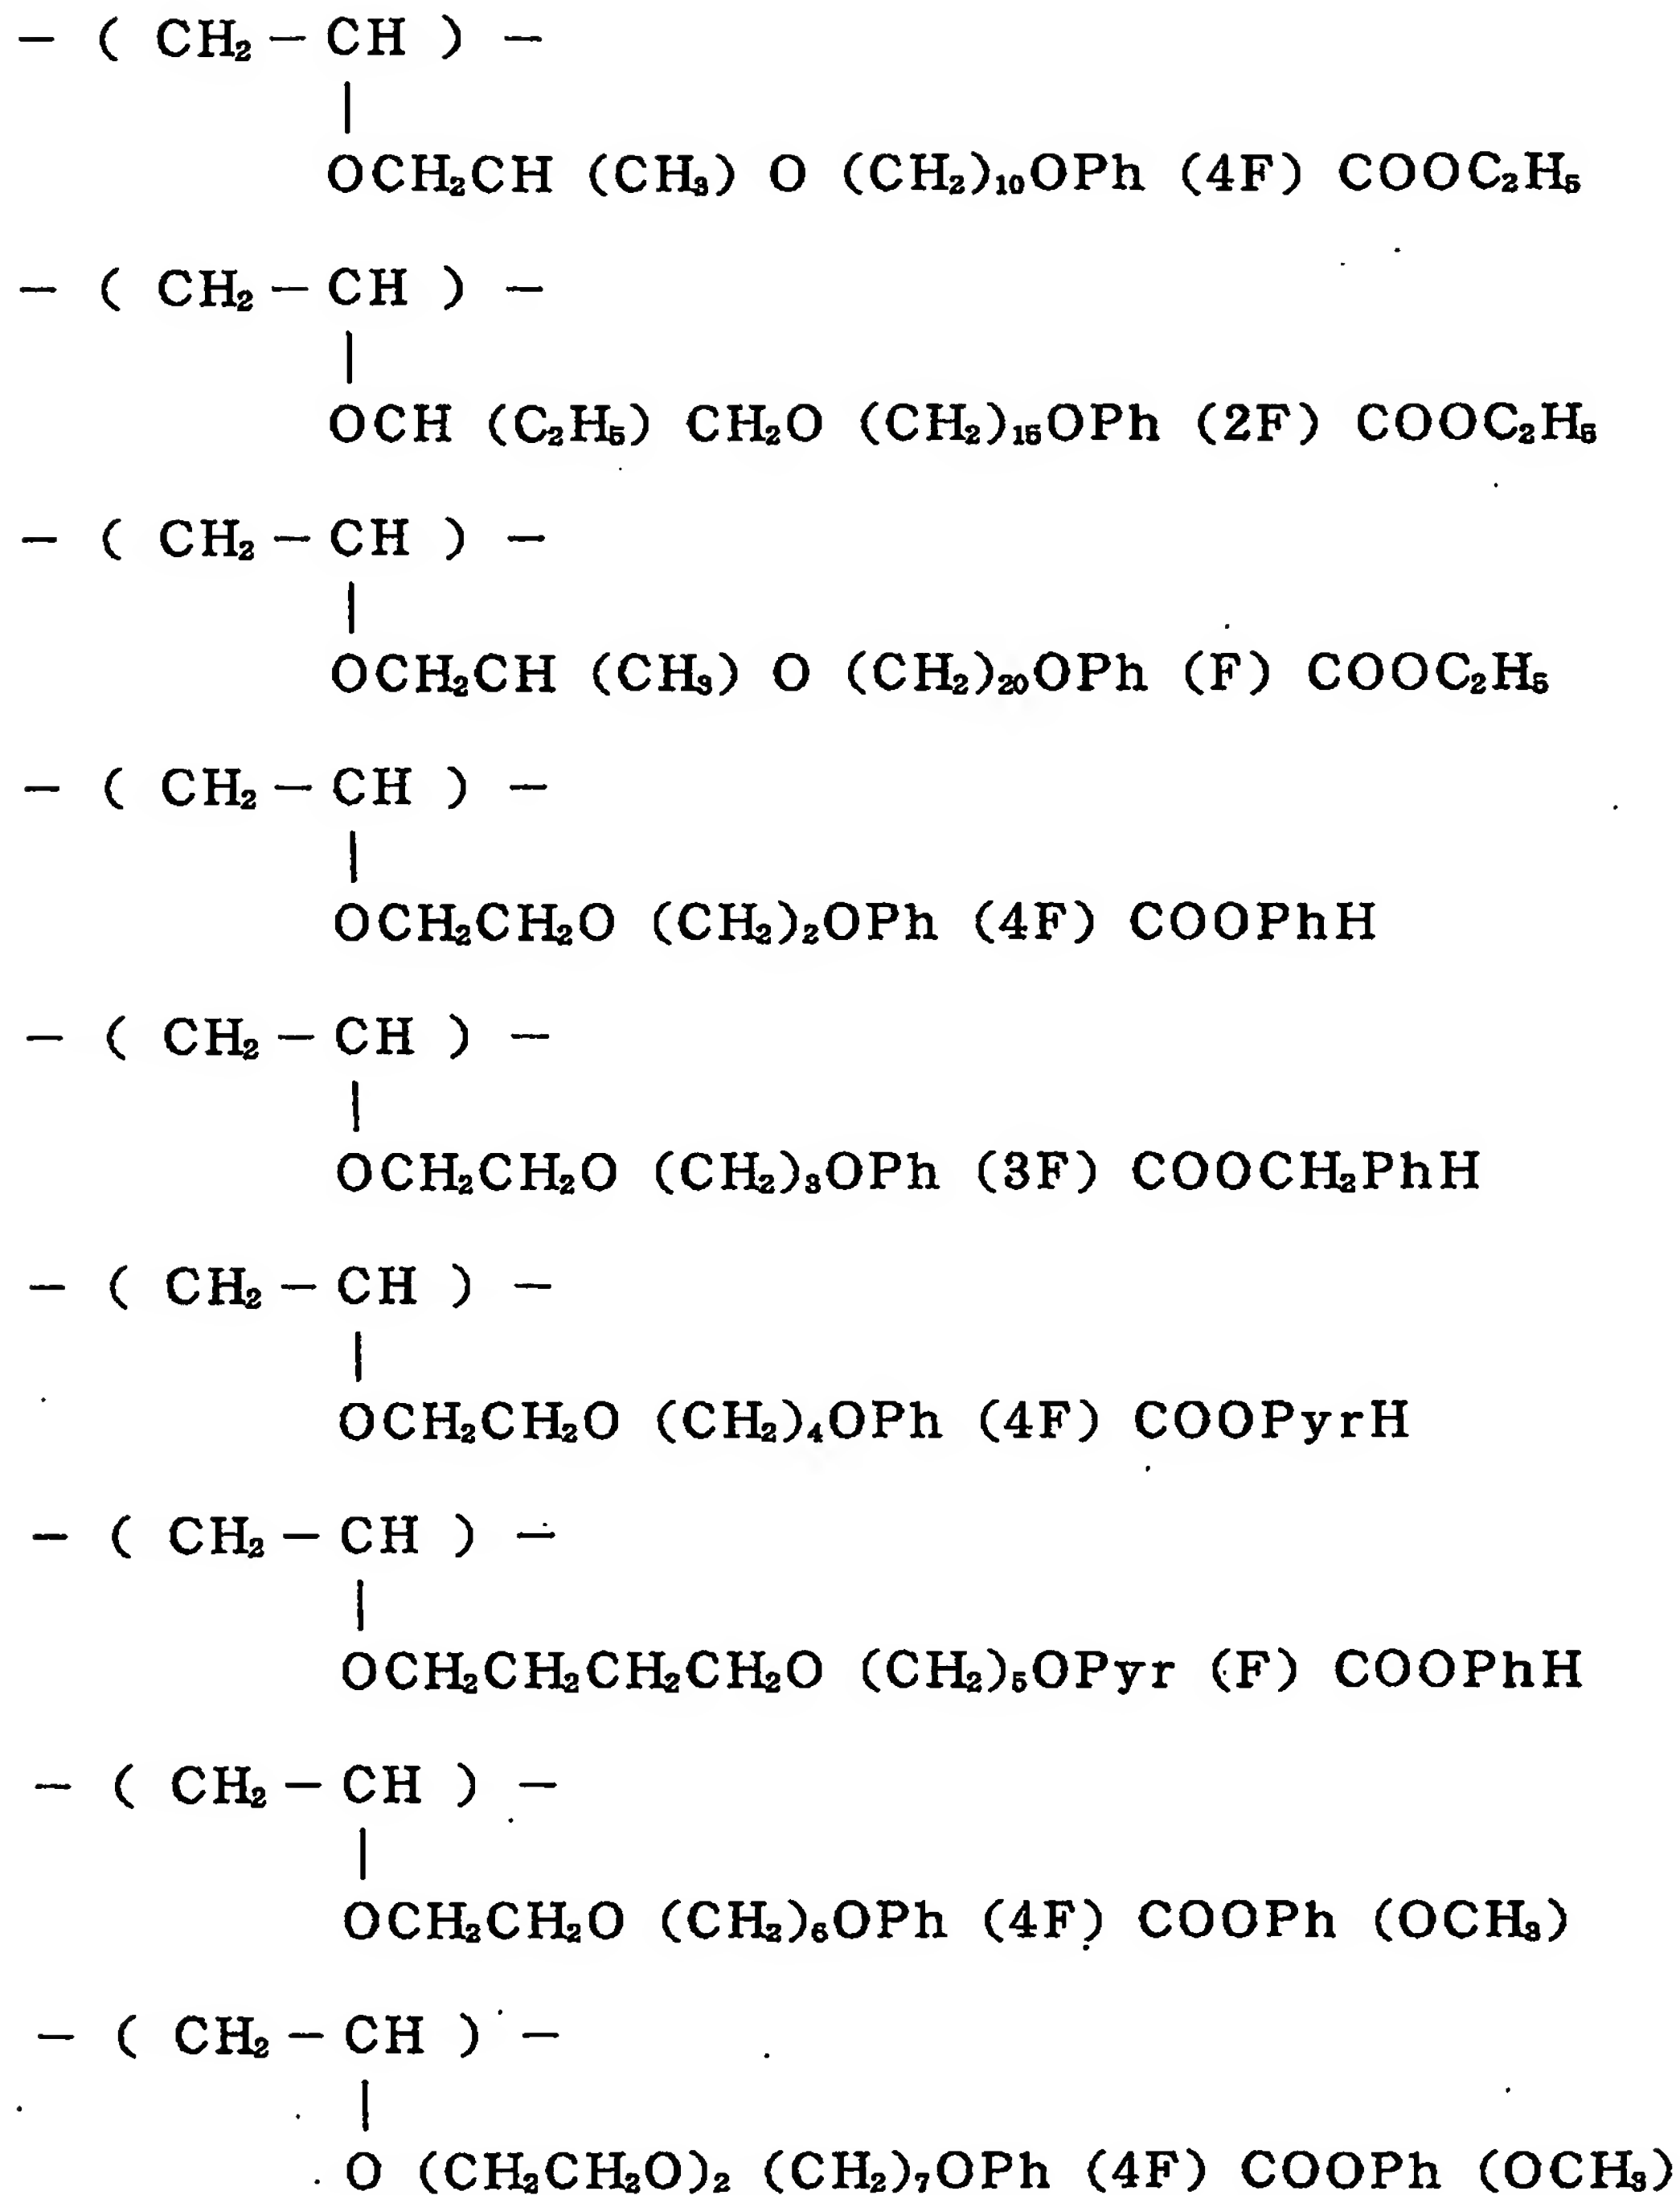 — ( CH₂ — CH ) —
|
OCH₂CH (CH₃) O (CH₂)₁₀OPh (4F) COOC₂H₅
— ( CH₂ — CH ) —
|
OCH (C₂H₅) CH₂O (CH₂)₁₅OPh (2F) COOC₂H₅
— ( CH₂ — CH ) —
|
OCH₂CH (CH₃) O (CH₂)₂₀OPh (F) COOC₂H₅
— ( CH₂ — CH ) —
|
OCH₂CH₂O (CH₂)₂OPh (4F) COOPhH
— ( CH₂ — CH ) —
|
OCH₂CH₂O (CH₂)₃OPh (3F) COOCH₂PhH
— ( CH₂ — CH ) —
|
OCH₂CH₂O (CH₂)₄OPh (4F) COOPyrH
— ( CH₂ — CH ) —
|
OCH₂CH₂CH₂CH₂O (CH₂)₅OPyr (F) COOPhH
— ( CH₂ — CH ) —
|
OCH₂CH₂O (CH₂)₆OPh (4F) COOPh (OCH₃)
— ( CH₂ — CH ) —
|
O (CH₂CH₂O)₂ (CH₂)₇OPh (4F) COOPh (OCH₃)